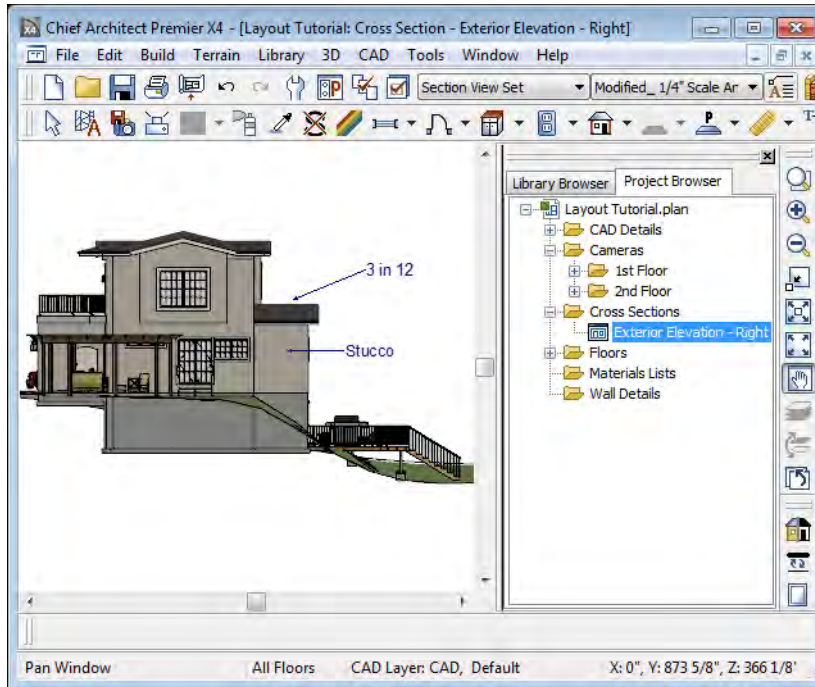 X4 Chief Architect Premier X4 - [Layout Tutorial: Cross Section - Exterior Elevation - Right]
File Edit Build Terrain Library 3D CAD Tools Window Help
Section View Set Modified_ 1/4" Scale Ar
Library Browser Project Browser
Layout Tutorial.plan
CAD Details
Cameras
1st Floor
2nd Floor
Cross Sections
Exterior Elevation - Right
Floors
Materials Lists
Wall Details
3 in 12
Stucco
Pan Window All Floors CAD Layer: CAD, Default X: 0", Y: 873 5/8", Z: 366 1/8'